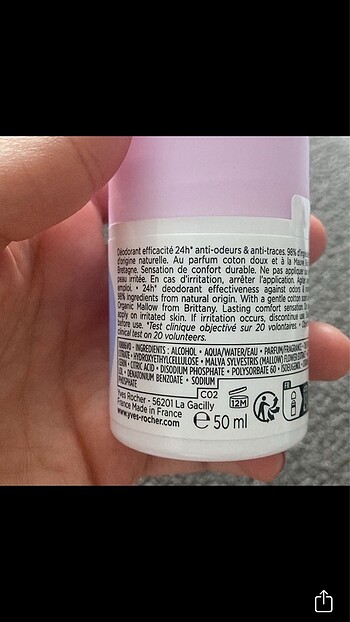 Déodorant efficacité 24h* anti-odeurs & anti-traces. 98%
d'origine naturelle. Au parfum coton doux et à la Mauve
Bretagne. Sensation de confort durable. Ne pas appliquer
peau irritée. En cas d'irritation, arrêter l'application.
emploi. • 24h* deodorant effectiveness against odors &
98% ingredients from natural origin. With a gentle cotton
Organic Mallow from Brittany. Lasting comfort sensation. Do
apply on irritated skin. If irritation occurs, discontinue use.
before use. *Test clinique objectivé sur 20 volontaires •
clinical test on 20 volunteers.
INGREDIENTS : ALCOHOL • AQUA/WATER/EAU • PARFUM/FRAGRANCE •
CITRATE • HYDROXYETHYLCELLULOSE • MALVA SYLVESTRIS (MALLOW) FLOWER
• CITRIC ACID • DISODIUM PHOSPHATE • POLYSORBATE 60 •
• DENATONIUM BENZOATE • SODIUM
PHOSPHATE
CO2
12M
Yves Rocher - 56201 La Gacilly
France Made in France
www.yves-rocher.com
e 50 ml